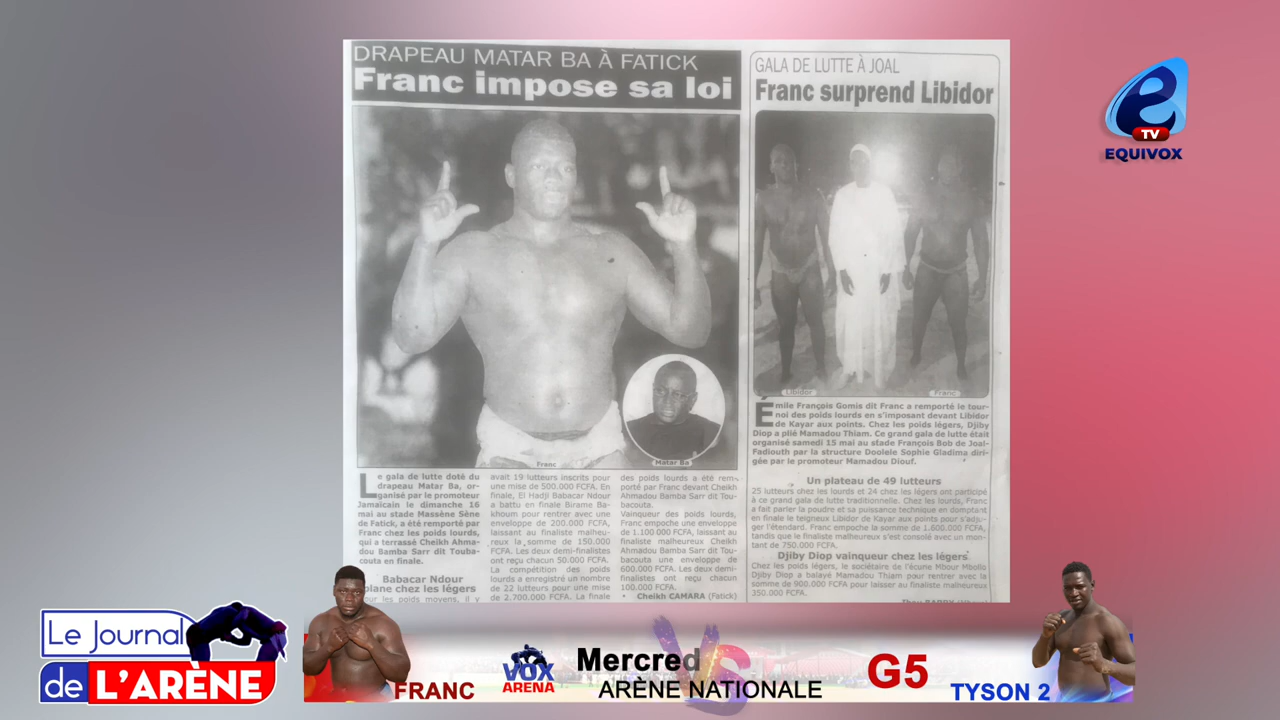 DRAPEAU MATAR BA À FATICK
Franc impose sa loi
Franc
Matar Ba
Le gala de lutte doté du
drapeau Matar Ba, or-
ganisé par le promoteur
Jamaïcain le dimanche 16
mai au stade Massène Sène
de Fatick, a été remporté par
Franc chez les poids lourds,
qui a terrassé Cheikh Ahma-
dou Bamba Sarr dit Touba-
couta en finale.
Babacar Ndour
plane chez les légers
les poids moyens, il y
avait 19 lutteurs inscrits pour
une mise de 500.000 FCFA. En
finale, El Hadji Babacar Ndour
a battu en finale Birame Ba-
khoum pour rentrer avec une
enveloppe de 200.000 FCFA,
laissant au finaliste malheu-
reux la somme de 150.000
FCFA. Les deux demi-finalistes
ont reçu chacun 50.000 FCFA.
La compétition des poids
lourds a enregistré un nombre
de 22 lutteurs pour une mise
de 2.700.000 FCFA. La finale
des poids lourds a été rem-
porté par Franc devant Cheikh
Ahmadou Bamba Sarr dit Tou-
bacouta.
Vainqueur des poids lourds,
Franc empoche une enveloppe
de 1.100.000 FCFA, laissant au
finaliste malheureux Cheikh
Ahmadou Bamba Sarr dit Tou-
bacouta une enveloppe de
600.000 FCFA. Les deux demi-
finalistes ont reçu chacun
100.000 FCFA.
• Cheikh CAMARA (Fatick)
GALA DE LUTTE À JOAL
Franc surprend Libidor
Libidor
Franc
Émile François Gomis dit Franc a remporté le tour-
noi des poids lourds en s'imposant devant Libidor
de Kayar aux points. Chez les poids légers, Djiby
Diop a plié Mamadou Thiam. Ce grand gala de lutte était
organisé samedi 15 mai au stade François Bob de Joal-
Fadiouth par la structure Doolele Sophie Gladima diri-
gée par le promoteur Mamadou Diouf.
Un plateau de 49 lutteurs
25 lutteurs chez les lourds et 24 chez les légers ont participé
à ce grand gala de lutte traditionnelle. Chez les lourds, Franc
a fait parler la poudre et sa puissance technique en domptant
en finale le teigneux Libidor de Kayar aux points pour s'adju-
ger l'étendard. Franc empoche la somme de 1.600.000 FCFA,
tandis que le finaliste malheureux s'est consolé avec un mon-
tant de 750.000 FCFA.
Djiby Diop vainqueur chez les légers
Chez les poids légers, le sociétaire de l'écurie Mbour Mbollo
Djiby Diop a balayé Mamadou Thiam pour rentrer avec la
somme de 900.000 FCFA pour laisser au finaliste malheureux
350.000 FCFA.
e
TV
EQUIVOX
Le Journal
de L'ARÈNE
FRANC
VOX
ARENA
Mercred
ARÈNE NATIONALE
VS
G5
TYSON 2